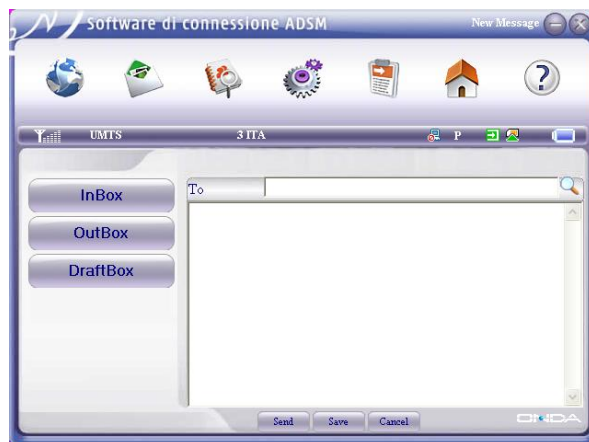 Software di connessione ADSM
New Message
UMTS
3 ITA
P
InBox
To
OutBox
DraftBox
Send
Save
Cancel
ONDA